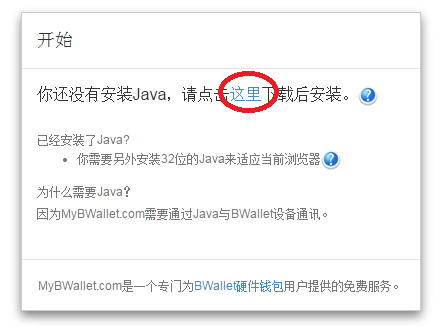 开始
你还没有安装Java，请点击这里下载后安装。
已经安装了Java?
• 你需要另外安装32位的Java来适应当前浏览器
为什么需要Java?
因为MyBWallet.com需要通过Java与BWallet设备通讯。
MyBWallet.com是一个专门为BWallet硬件钱包用户提供的免费服务。